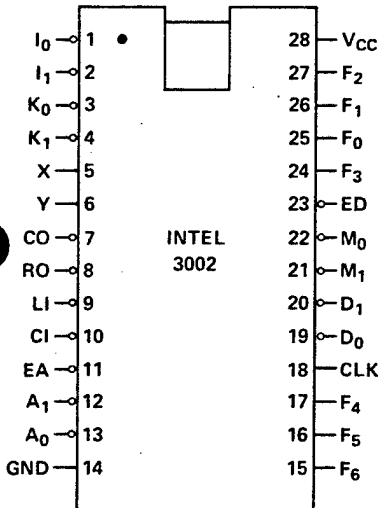 I₀ 1 28 V_CC
I₁ 2 27 F₂
K₀ 3 26 F₁
K₁ 4 25 F₀
X 5 24 F₃
Y 6 23 ED
CO 7 INTEL 22 M₀
RO 8 3002 21 M₁
LI 9 20 D₁
CI 10 19 D₀
EA 11 18 CLK
A₁ 12 17 F₄
A₀ 13 16 F₅
GND 14 15 F₆